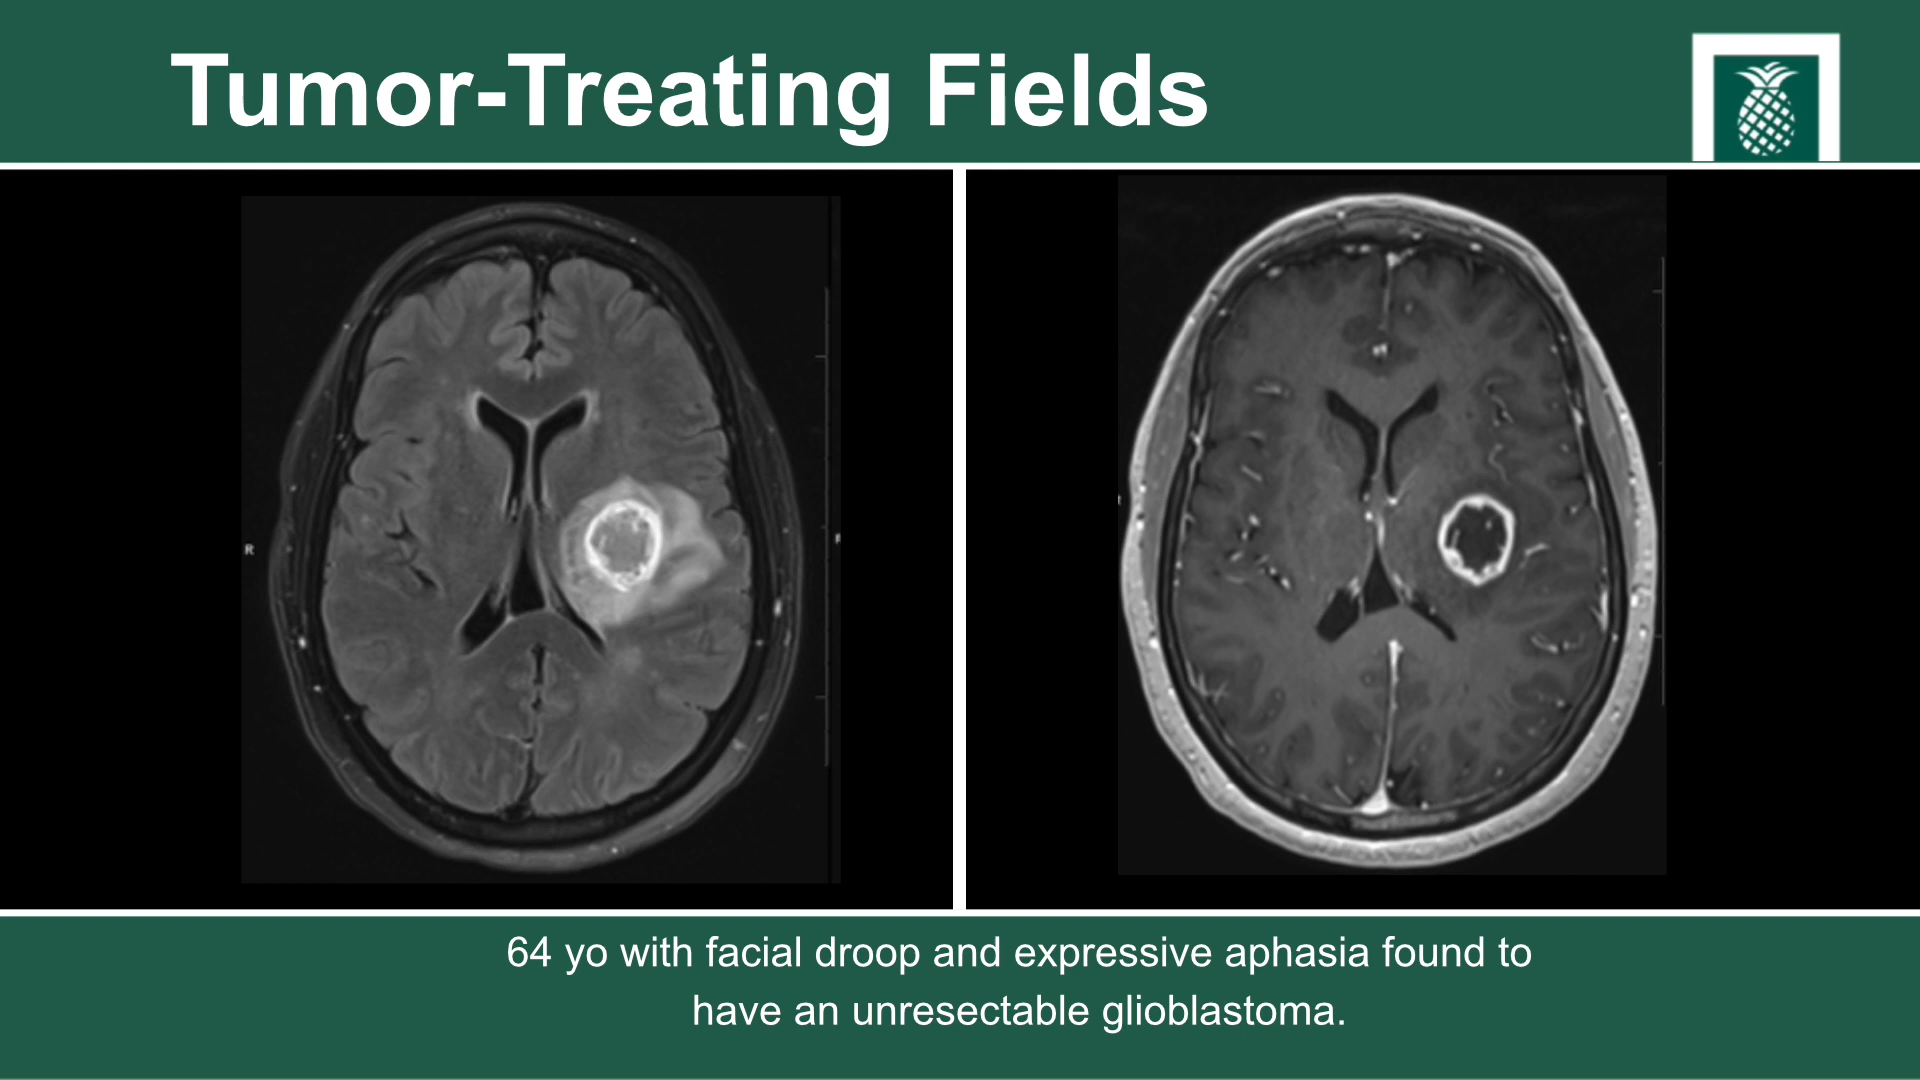 Tumor-Treating Fields
R
64 yo with facial droop and expressive aphasia found to
have an unresectable glioblastoma.